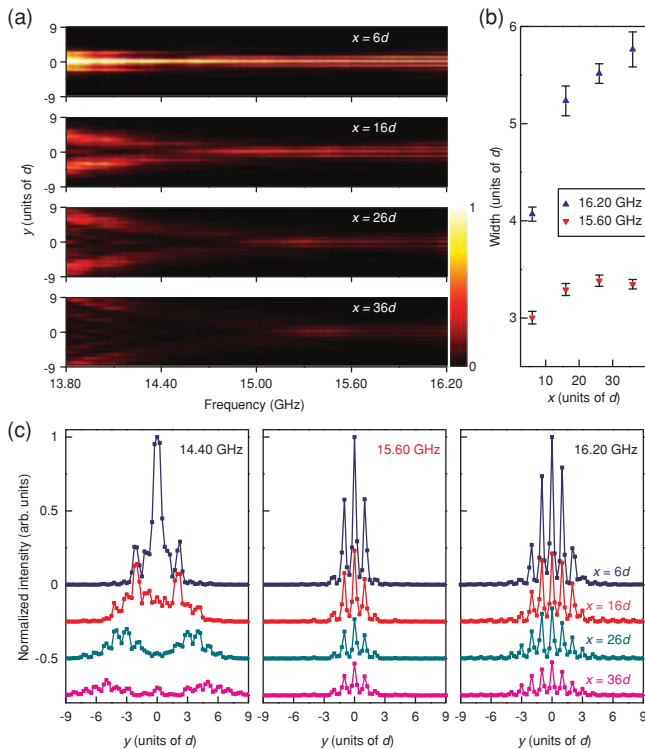 (a)
9
0
-9
x = 6d
9
0
-9
x = 16d
9
0
-9
x = 26d
9
0
-9
x = 36d
y (units of d)
13.80 14.40 15.00 15.60 16.20
Frequency (GHz)
1
0
(b)
6
5
4
3
Width (units of d)
16.20 GHz
15.60 GHz
10 20 30
x (units of d)
(c)
1
0.5
0
-0.5
Normalized intensity (arb. units)
14.40 GHz
-9 -6 -3 0 3 6 9
y (units of d)
15.60 GHz
-9 -6 -3 0 3 6 9
y (units of d)
16.20 GHz
x = 6d
x = 16d
x = 26d
x = 36d
-9 -6 -3 0 3 6 9
y (units of d)